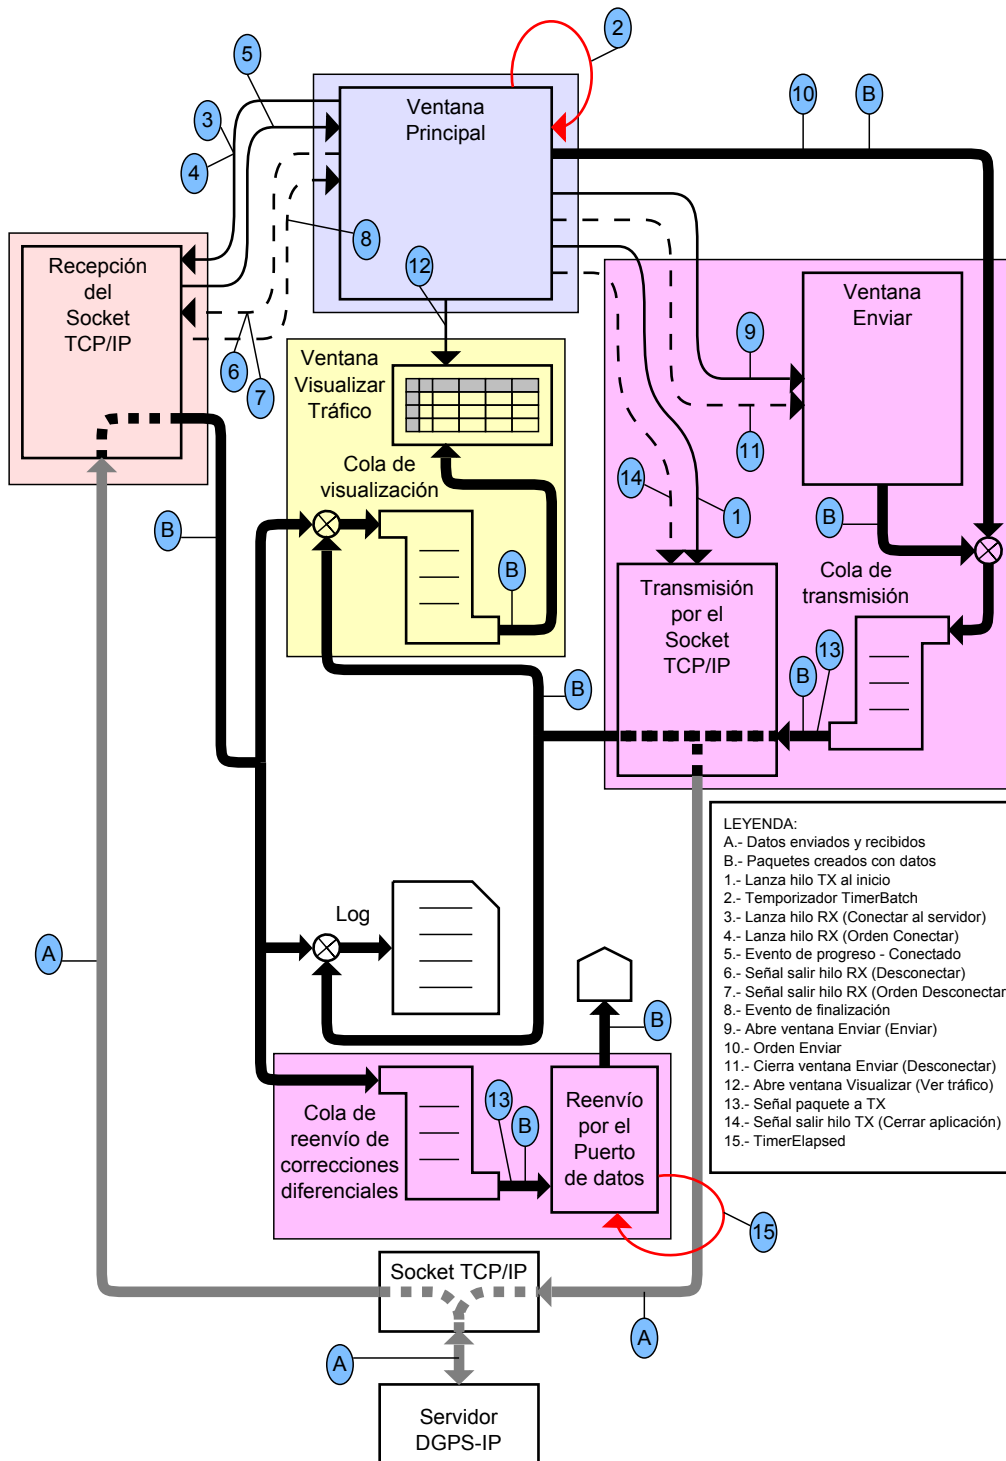 2
5
10
B
Ventana
Principal
3
4
8
12
Recepción
del
Socket
TCP/IP
Ventana
Enviar
9
6
7
Ventana
Visualizar
Tráfico
11
Cola de
visualización
14
1
B
B
B
Cola de
transmisión
Transmisión
por el
Socket
TCP/IP
13
B
B
LEYENDA:
A.- Datos enviados y recibidos
B.- Paquetes creados con datos
1.- Lanza hilo TX al inicio
2.- Temporizador TimerBatch
3.- Lanza hilo RX (Conectar al servidor)
4.- Lanza hilo RX (Orden Conectar)
5.- Evento de progreso - Conectado
6.- Señal salir hilo RX (Desconectar)
7.- Señal salir hilo RX (Orden Desconectar
8.- Evento de finalización
9.- Abre ventana Enviar (Enviar)
10.- Orden Enviar
11.- Cierra ventana Enviar (Desconectar)
12.- Abre ventana Visualizar (Ver tráfico)
13.- Señal paquete a TX
14.- Señal salir hilo TX (Cerrar aplicación)
15.- TimerElapsed
Log
A
B
Cola de
reenvío de
correcciones
diferenciales
13
B
Reenvío
por el
Puerto
de datos
15
Socket TCP/IP
A
A
Servidor
DGPS-IP